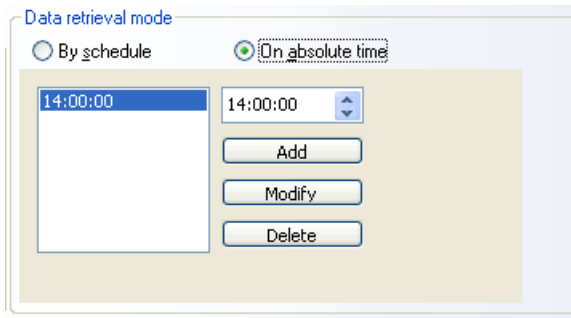 Data retrieval mode
By schedule
On absolute time
14:00:00
14:00:00
Add
Modify
Delete